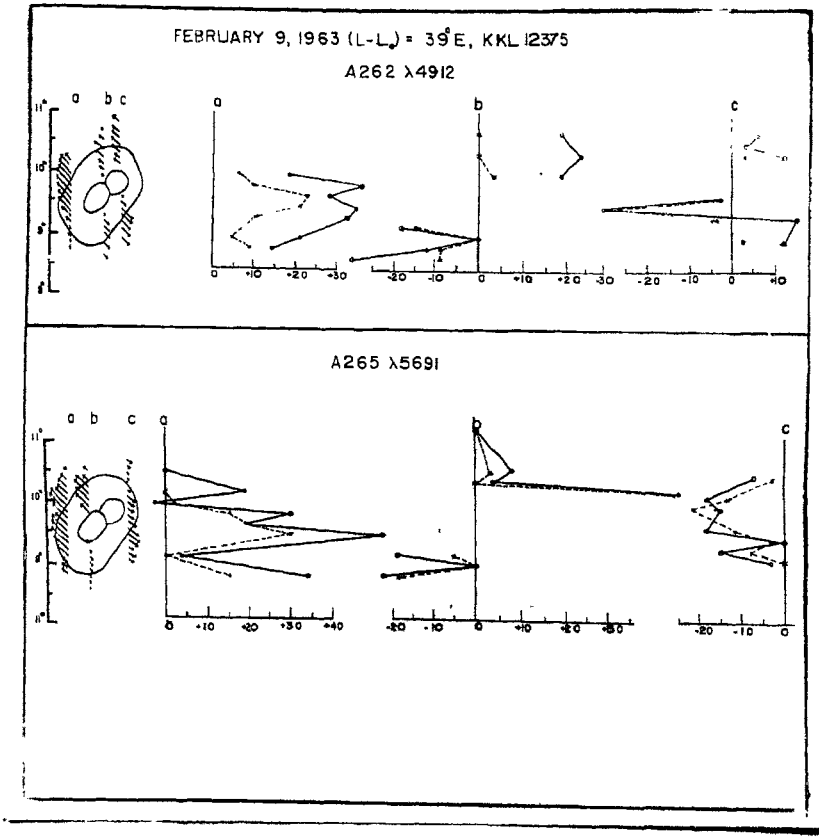 FEBRUARY 9, 1963 (L-L₀) = 39°E, KKL 12375
A262 λ4912
a b c
a b c
11°
10°
9°
8°
0 +10 +20 +30 -20 -10 0 +10 +20 -30 -20 -10 0 +10
A265 λ5691
a b c
a b c
11°
10°
0 +10 +20 +30 +40 -20 -10 0 +10 +20 +30 -20 -10 0